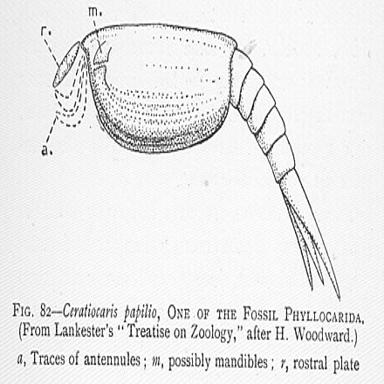 m.
r.
a.
FIG. 82—Ceratiocaris papilio, ONE OF THE FOSSIL PHYLLOCARIDA.
(From Lankester's "Treatise on Zoology," after H. Woodward.)
a, Traces of antennules; m, possibly mandibles; r, rostral plate